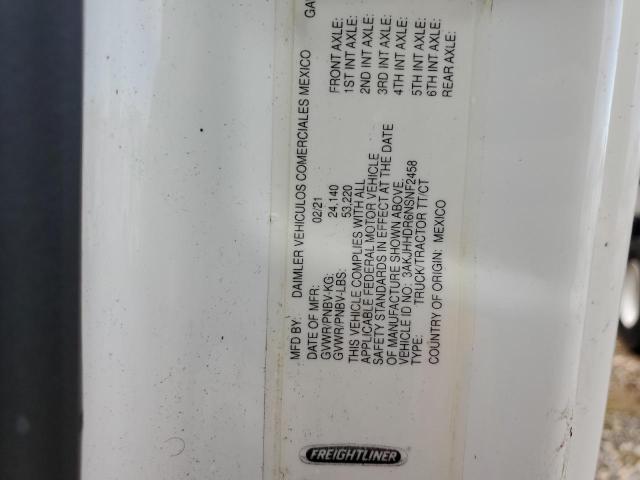 FREIGHTLINER
MFD BY: DAIMLER VEHICULOS COMERCIALES MEXICO
DATE OF MFR: 02/21
GVWR/PNBV-KG: 24,140
GVWR/PNBV-LBS: 53,220
THIS VEHICLE COMPLIES WITH ALL
APPLICABLE FEDERAL MOTOR VEHICLE
SAFETY STANDARDS IN EFFECT AT THE DATE
OF MANUFACTURE SHOWN ABOVE.
VEHICLE ID NO.: 3AKJHHDR6NSNF2458
TYPE: TRUCK/TRACTOR TT/CT
COUNTRY OF ORIGIN: MEXICO
GA
FRONT AXLE:
1ST INT AXLE:
2ND INT AXLE:
3RD INT AXLE:
4TH INT AXLE:
5TH INT AXLE:
6TH INT AXLE:
REAR AXLE: